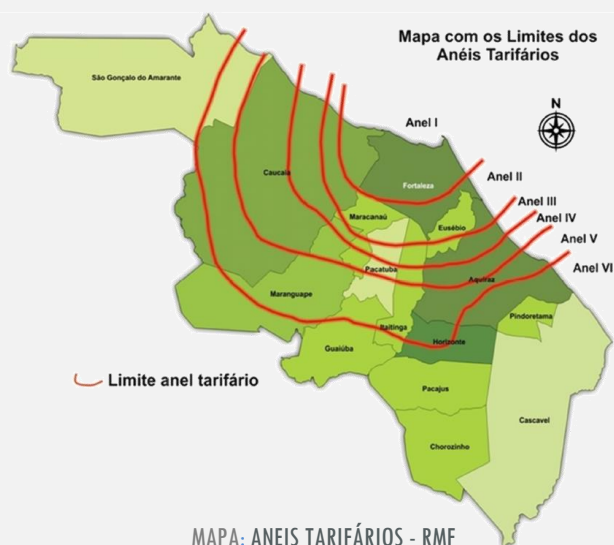 Mapa com os Limites dos
Anéis Tarifários
N
São Gonçalo do Amarante
Anel I
Caucaia
Fortaleza
Anel II
Maracanaú
Anel III
Eusébio
Anel IV
Anel V
Pacatuba
Anel VI
Aquiraz
Maranguape
Pindoretama
Itaitinga
Horizonte
Guaiúba
Limite anel tarifário
Pacajus
Cascavel
Chorozinho
MAPA: ANEIS TARIFÁRIOS - RMF